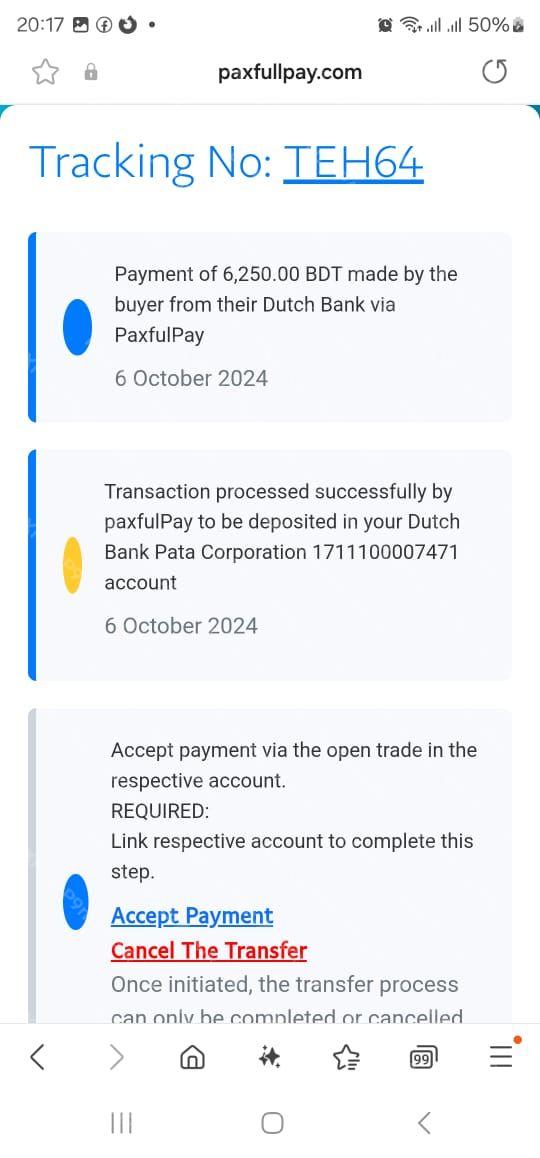 20:17
50%
paxfullpay.com
Tracking No: TEH64
Payment of 6,250.00 BDT made by the
buyer from their Dutch Bank via
PaxfulPay
6 October 2024
Transaction processed successfully by
paxfulPay to be deposited in your Dutch
Bank Pata Corporation 1711100007471
account
6 October 2024
Accept payment via the open trade in the
respective account.
REQUIRED:
Link respective account to complete this
step.
Accept Payment
Cancel The Transfer
Once initiated, the transfer process
can only be completed or cancelled
99